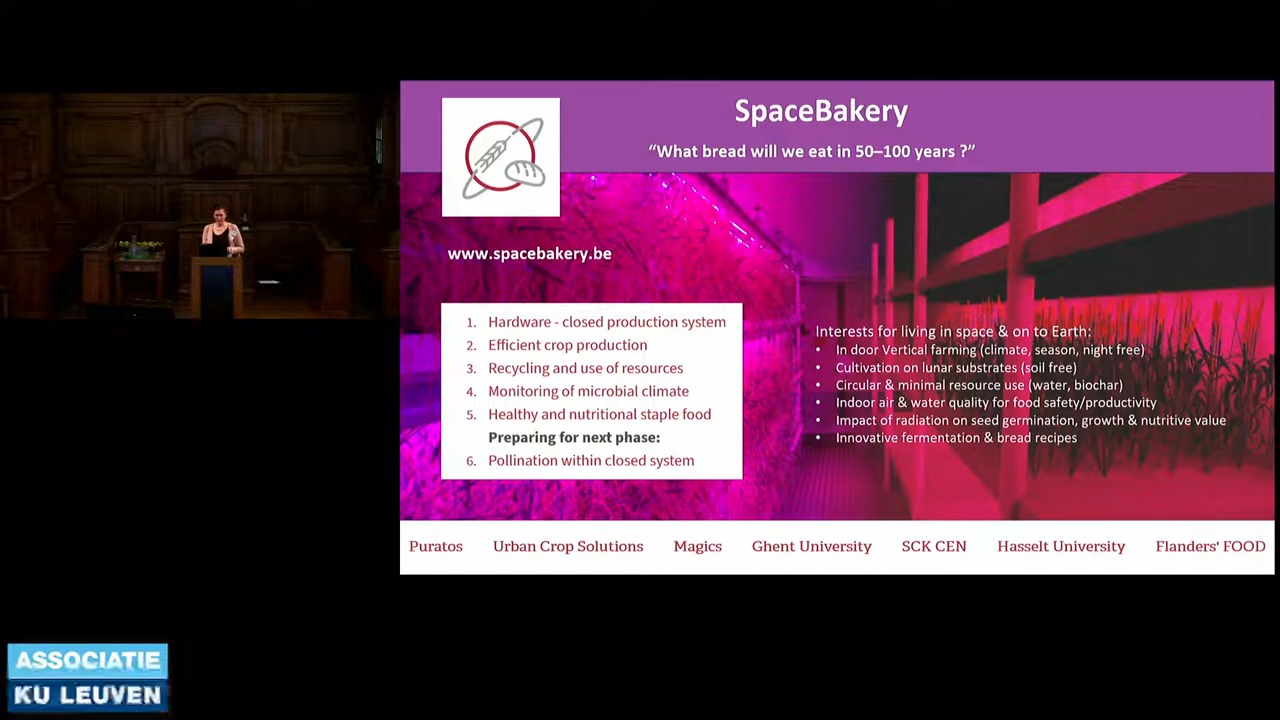 SpaceBakery
“What bread will we eat in 50–100 years ?”
www.spacebakery.be
1. Hardware - closed production system
2. Efficient crop production
3. Recycling and use of resources
4. Monitoring of microbial climate
5. Healthy and nutritional staple food
Preparing for next phase:
6. Pollination within closed system
Interests for living in space & on to Earth:
• In door Vertical farming (climate, season, night free)
• Cultivation on lunar substrates (soil free)
• Circular & minimal resource use (water, biochar)
• Indoor air & water quality for food safety/productivity
• Impact of radiation on seed germination, growth & nutritive value
• Innovative fermentation & bread recipes
Puratos Urban Crop Solutions Magics Ghent University SCK CEN Hasselt University Flanders' FOOD
ASSOCIATIE
KU LEUVEN